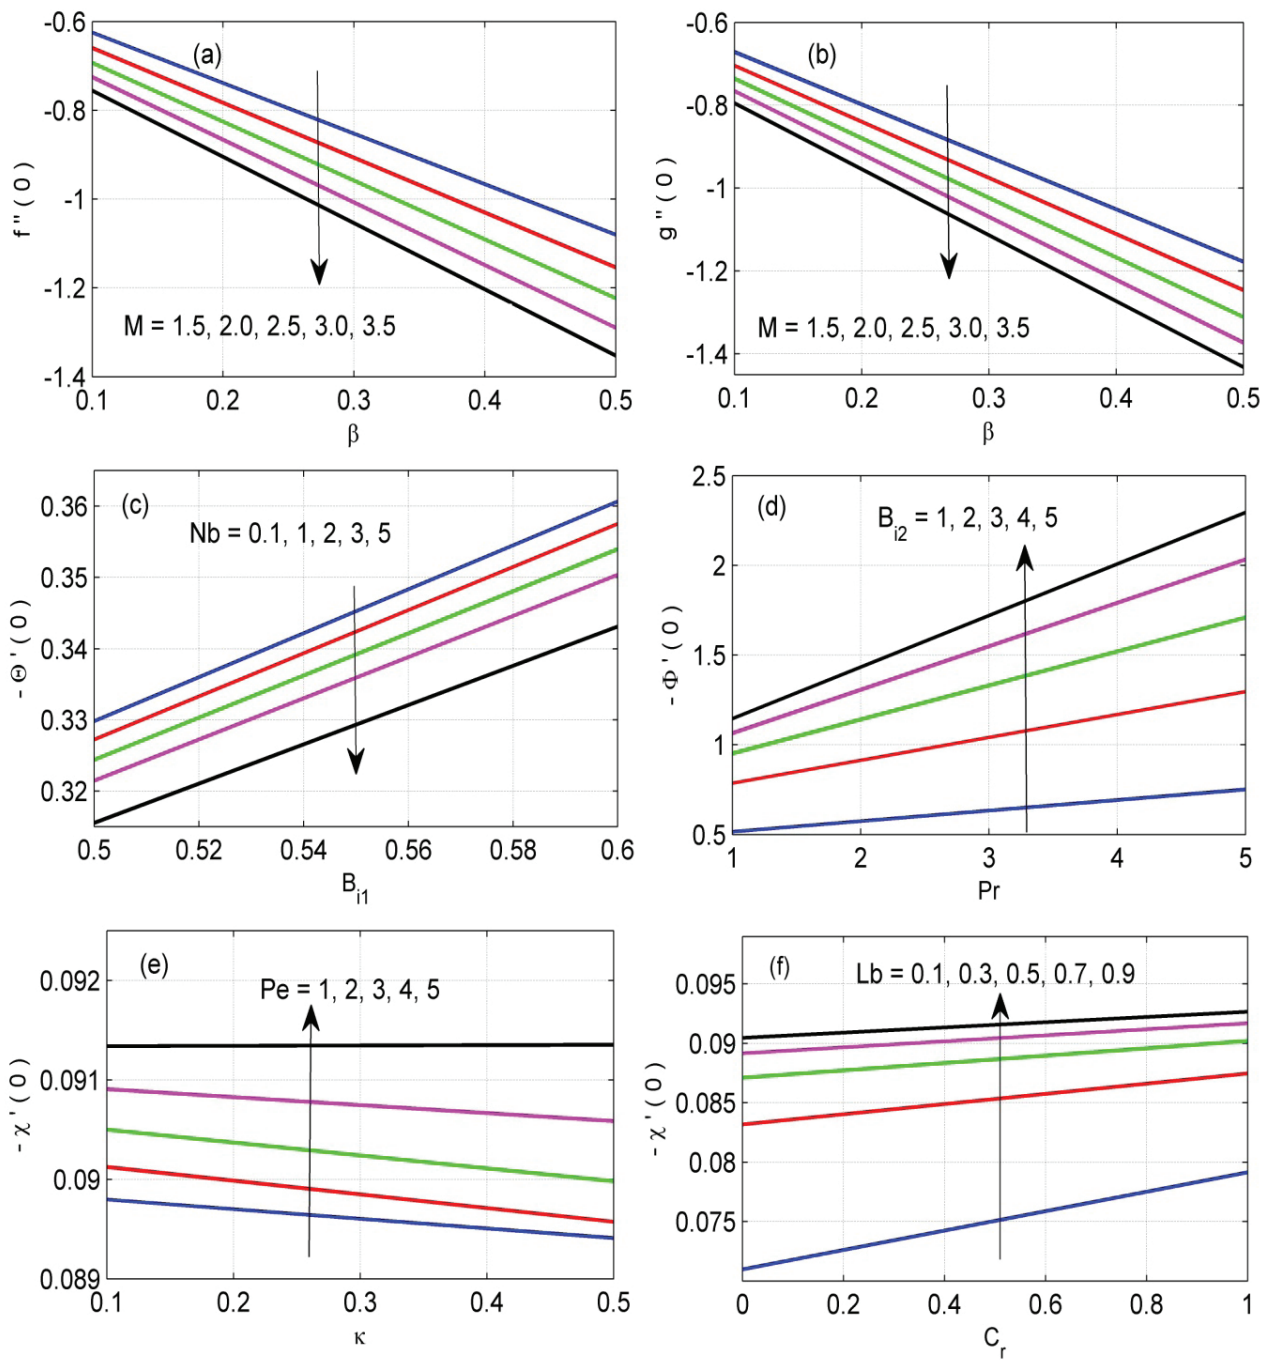 (a)
-0.6
-0.8
-1
-1.2
-1.4
f " ( 0 )
M = 1.5, 2.0, 2.5, 3.0, 3.5
0.1 0.2 0.3 0.4 0.5
β
(b)
-0.6
-0.8
-1
-1.2
-1.4
g " ( 0 )
M = 1.5, 2.0, 2.5, 3.0, 3.5
0.1 0.2 0.3 0.4 0.5
β
(c)
Nb = 0.1, 1, 2, 3, 5
0.36
0.35
0.34
0.33
0.32
- Θ ' ( 0 )
0.5 0.52 0.54 0.56 0.58 0.6
B_{i1}
(d)
B_{i2} = 1, 2, 3, 4, 5
2.5
2
1.5
1
0.5
- Φ ' ( 0 )
1 2 3 4 5
Pr
(e)
Pe = 1, 2, 3, 4, 5
0.092
0.091
0.09
0.089
- χ ' ( 0 )
0.1 0.2 0.3 0.4 0.5
κ
(f)
Lb = 0.1, 0.3, 0.5, 0.7, 0.9
0.095
0.09
0.085
0.08
0.075
- χ ' ( 0 )
0 0.2 0.4 0.6 0.8 1
C_r